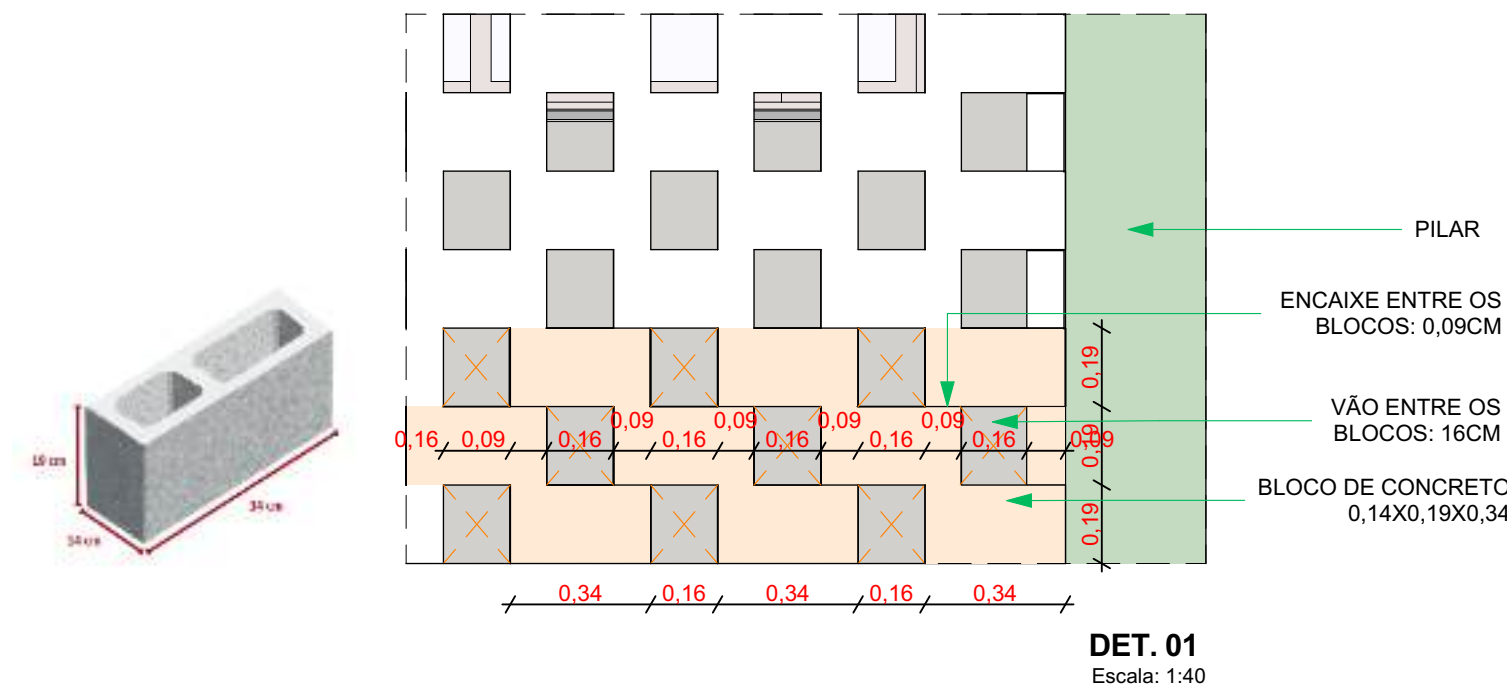 PILAR
ENCAIXE ENTRE OS
BLOCOS: 0,09CM
VÃO ENTRE OS
BLOCOS: 16CM
BLOCO DE CONCRETO
0,14X0,19X0,34
0,19
0,19
0,19
0,09 0,09 0,09 0,09
0,16 0,09 0,16 0,16 0,16 0,16 0,16 0,09
0,34 0,16 0,34 0,16 0,34
19 cm
14 cm
34 cm
DET. 01
Escala: 1:40